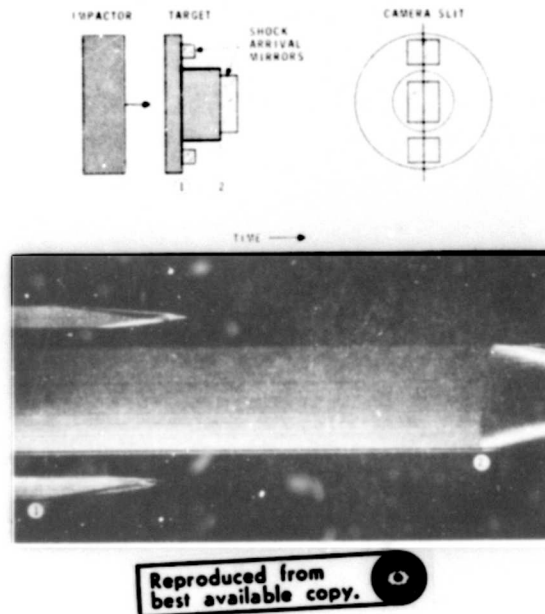 IMPACTOR
TARGET
SHOCK
ARRIVAL
MIRRORS
CAMERA SLIT
1
2
TIME
1
2
Reproduced from
best available copy.